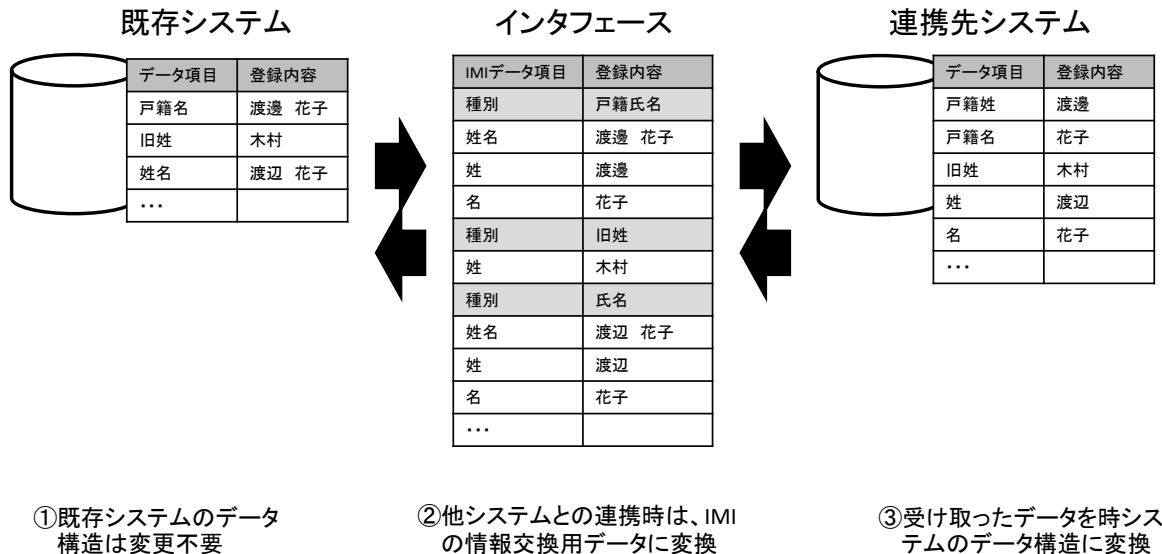 既存システム
データ項目 登録内容
戸籍名 渡邊 花子
旧姓 木村
姓名 渡辺 花子
・・・
インタフェース
IMIデータ項目 登録内容
種別 戸籍氏名
姓名 渡邊 花子
姓 渡邊
名 花子
種別 旧姓
姓 木村
種別 氏名
姓名 渡辺 花子
姓 渡辺
名 花子
・・・
連携先システム
データ項目 登録内容
戸籍姓 渡邊
戸籍名 花子
旧姓 木村
姓 渡辺
名 花子
・・・
①既存システムのデータ
構造は変更不要
②他システムとの連携時は、IMI
の情報交換用データに変換
③受け取ったデータを時シス
テムのデータ構造に変換